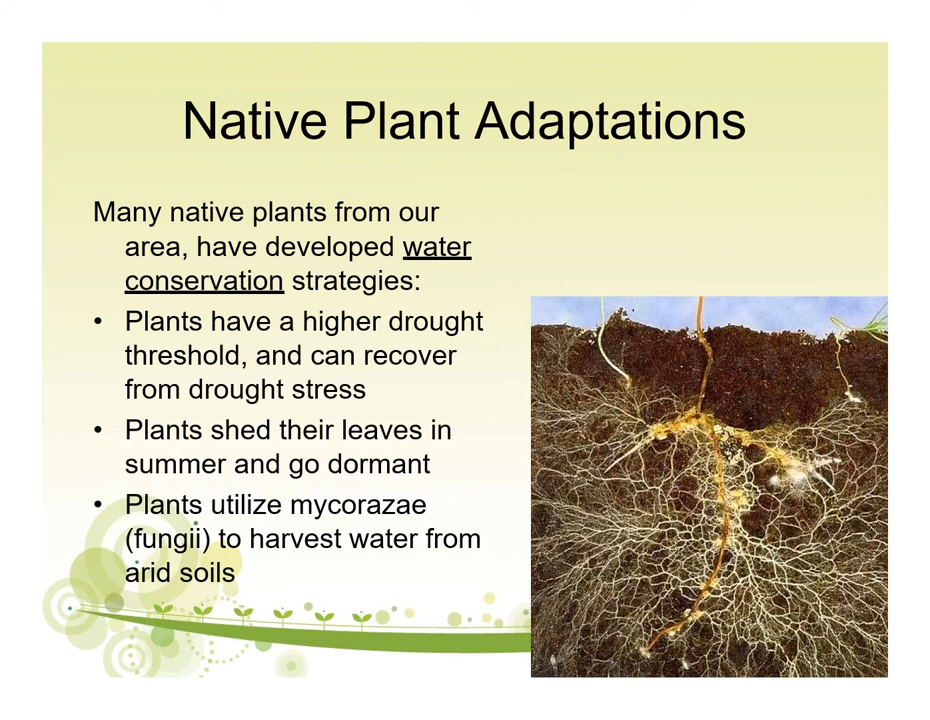 Native Plant Adaptations
Many native plants from our
area, have developed water
conservation strategies:
• Plants have a higher drought
threshold, and can recover
from drought stress
• Plants shed their leaves in
summer and go dormant
• Plants utilize mycorazae
(fungii) to harvest water from
arid soils